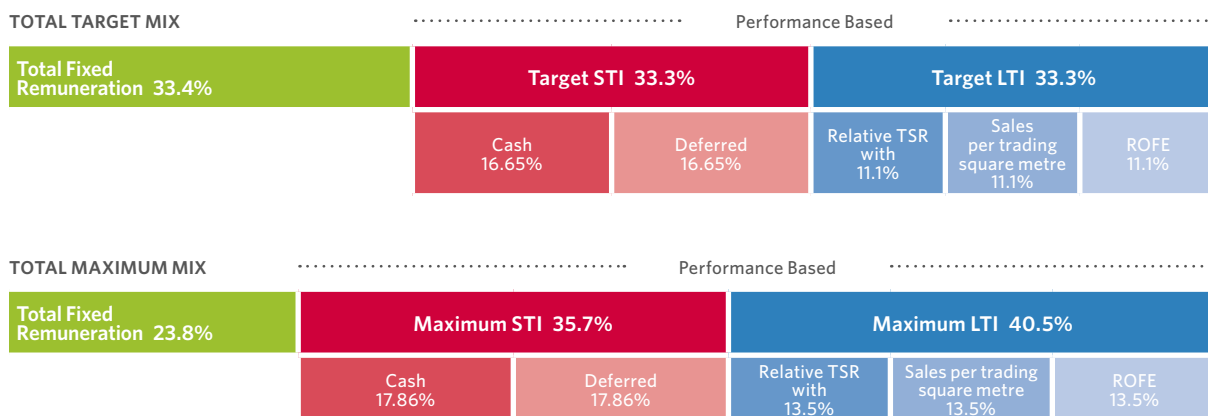 TOTAL TARGET MIX
Performance Based
Total Fixed
Remuneration 33.4%
Target STI 33.3%
Target LTI 33.3%
Cash
16.65%
Deferred
16.65%
Relative TSR
with
11.1%
Sales
per trading
square metre
11.1%
ROFE
11.1%
TOTAL MAXIMUM MIX
Performance Based
Total Fixed
Remuneration 23.8%
Maximum STI 35.7%
Maximum LTI 40.5%
Cash
17.86%
Deferred
17.86%
Relative TSR
with
13.5%
Sales per trading
square metre
13.5%
ROFE
13.5%